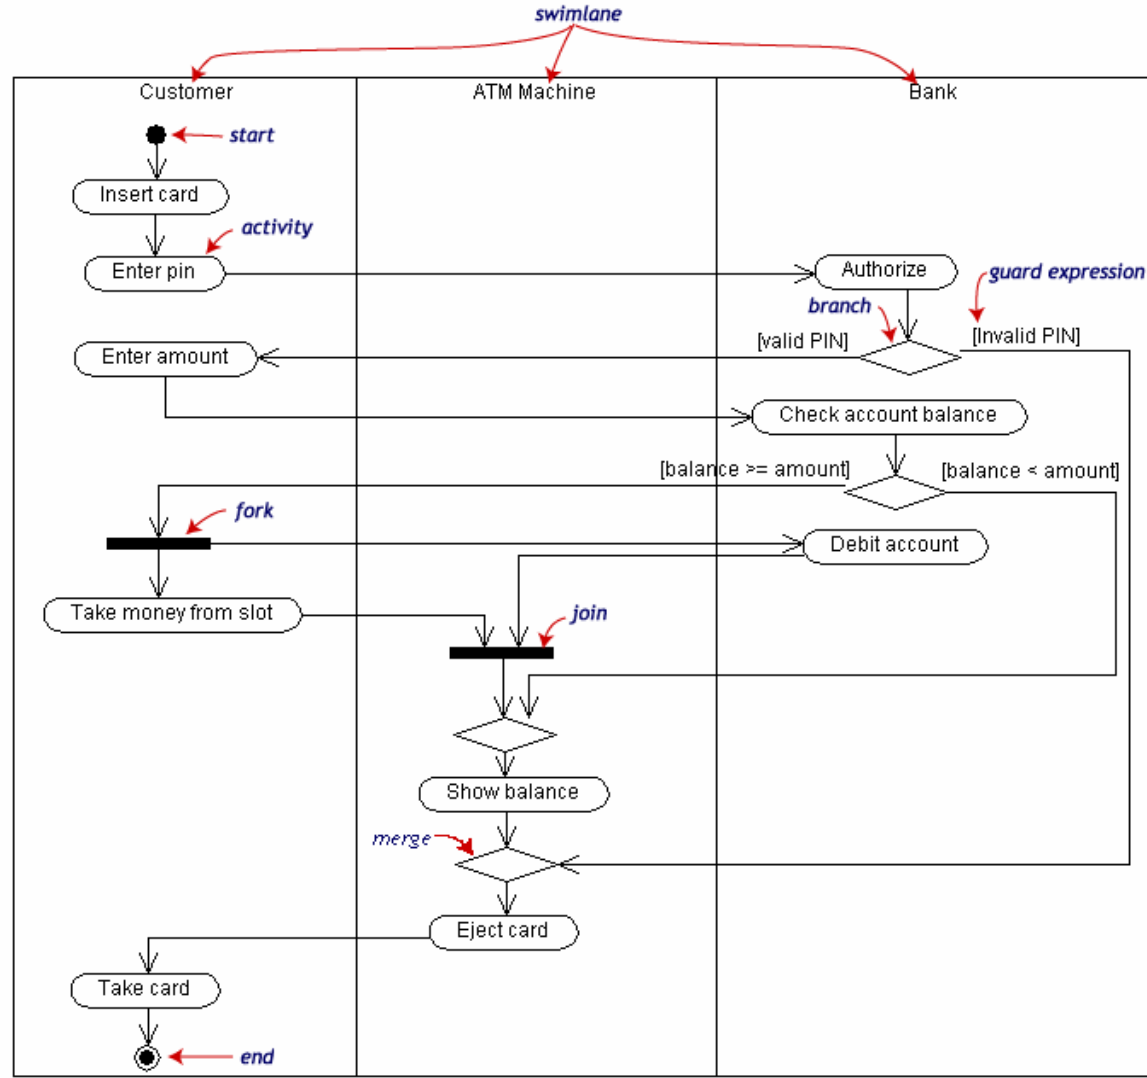 swimlane
Customer
ATM Machine
Bank
start
Insert card
activity
Enter pin
Authorize
guard expression
branch
[valid PIN]
[Invalid PIN]
Enter amount
Check account balance
[balance >= amount]
[balance < amount]
fork
Debit account
Take money from slot
join
Show balance
merge
Eject card
Take card
end